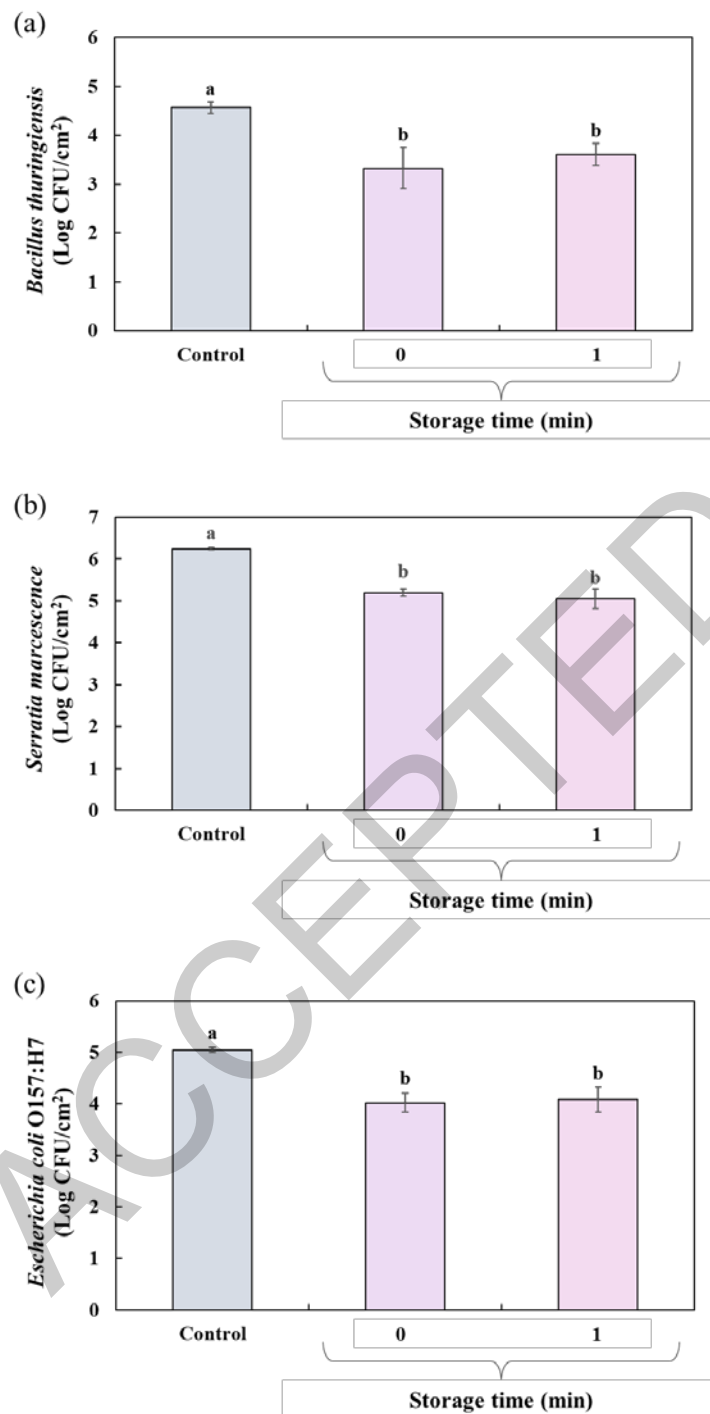 (a)
Bacillus thuringiensis
(Log CFU/cm²)
6
5
4
3
2
1
0
a
b
b
Control
0
1
Storage time (min)
(b)
Serratia marcescence
(Log CFU/cm²)
7
6
5
4
3
2
1
0
a
b
b
Control
0
1
Storage time (min)
(c)
Escherichia coli O157:H7
(Log CFU/cm²)
6
5
4
3
2
1
0
a
b
b
Control
0
1
Storage time (min)
ACCEPTED